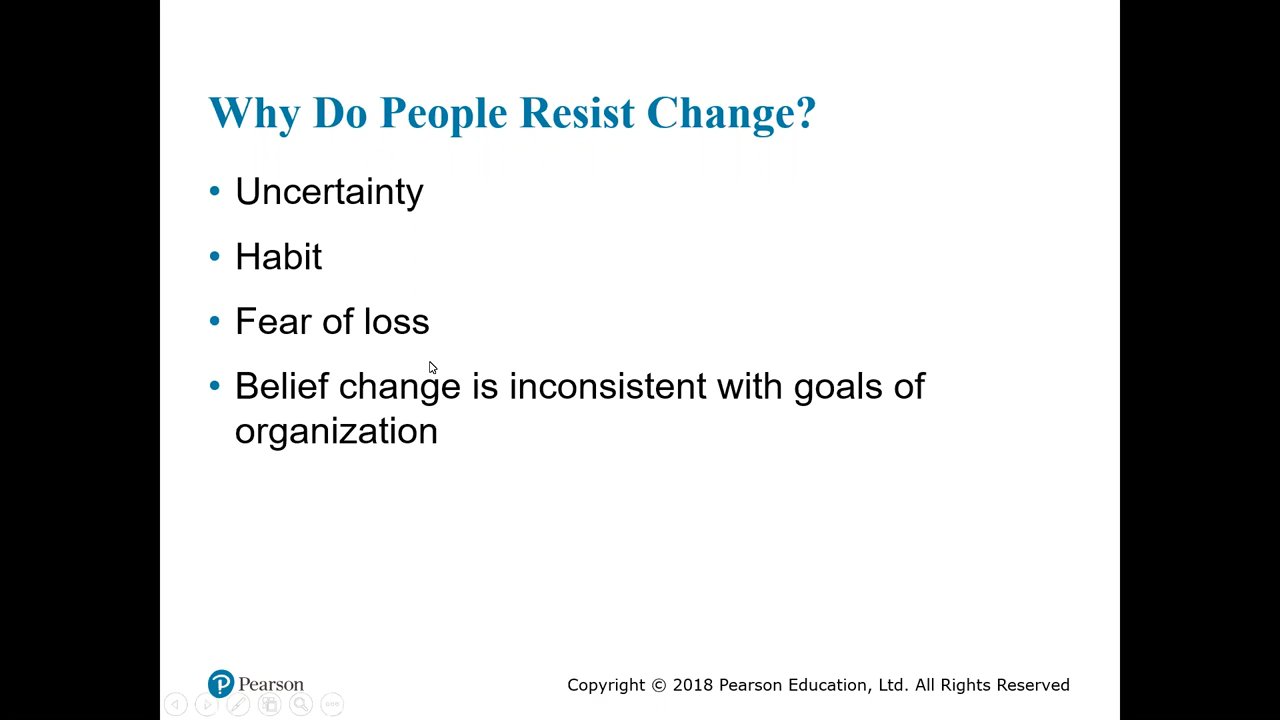 Why Do People Resist Change?
• Uncertainty
• Habit
• Fear of loss
• Belief change is inconsistent with goals of
organization
Pearson
Copyright © 2018 Pearson Education, Ltd. All Rights Reserved